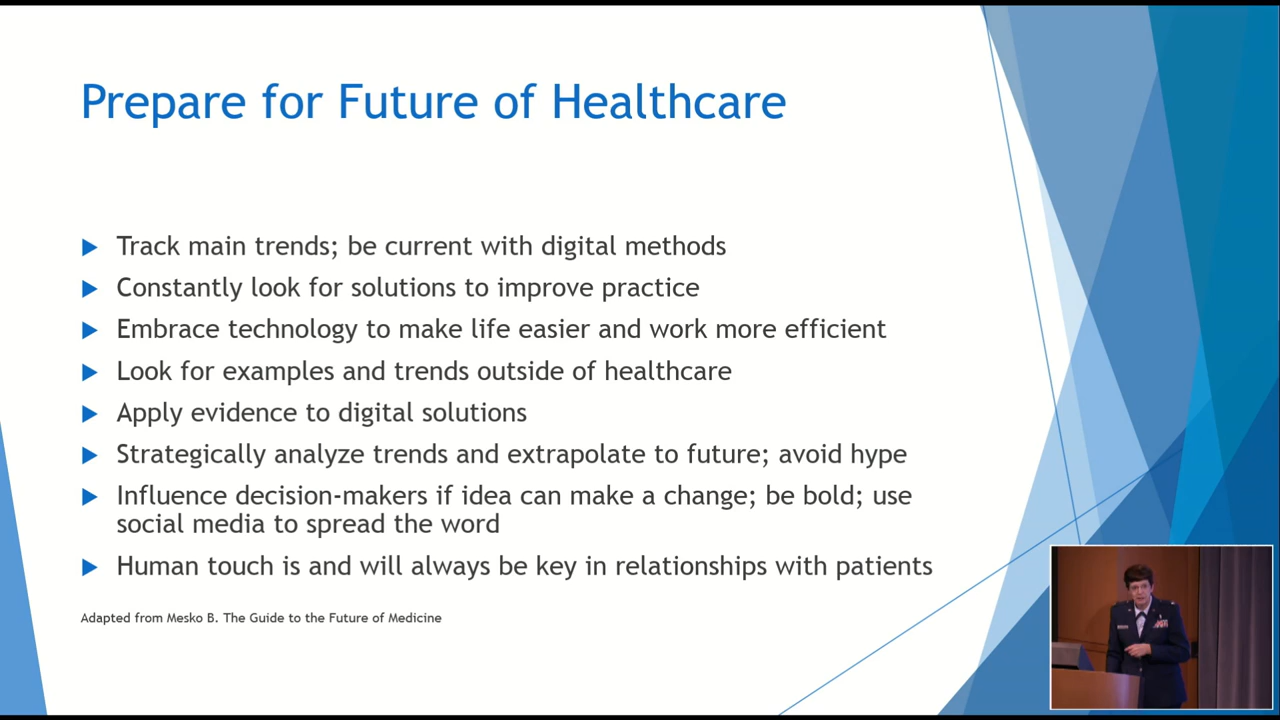 Prepare for Future of Healthcare
Track main trends; be current with digital methods
Constantly look for solutions to improve practice
Embrace technology to make life easier and work more efficient
Look for examples and trends outside of healthcare
Apply evidence to digital solutions
Strategically analyze trends and extrapolate to future; avoid hype
Influence decision-makers if idea can make a change; be bold; use
social media to spread the word
Human touch is and will always be key in relationships with patients
Adapted from Mesko B. The Guide to the Future of Medicine